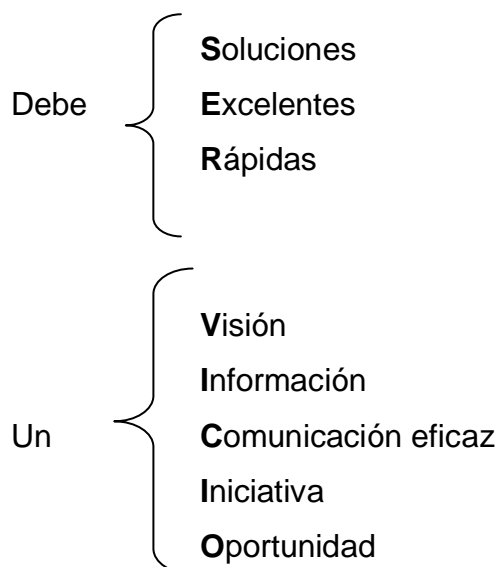 Soluciones
Debe
Excelentes
Rápidas
Visión
Información
Un
Comunicación eficaz
Iniciativa
Oportunidad